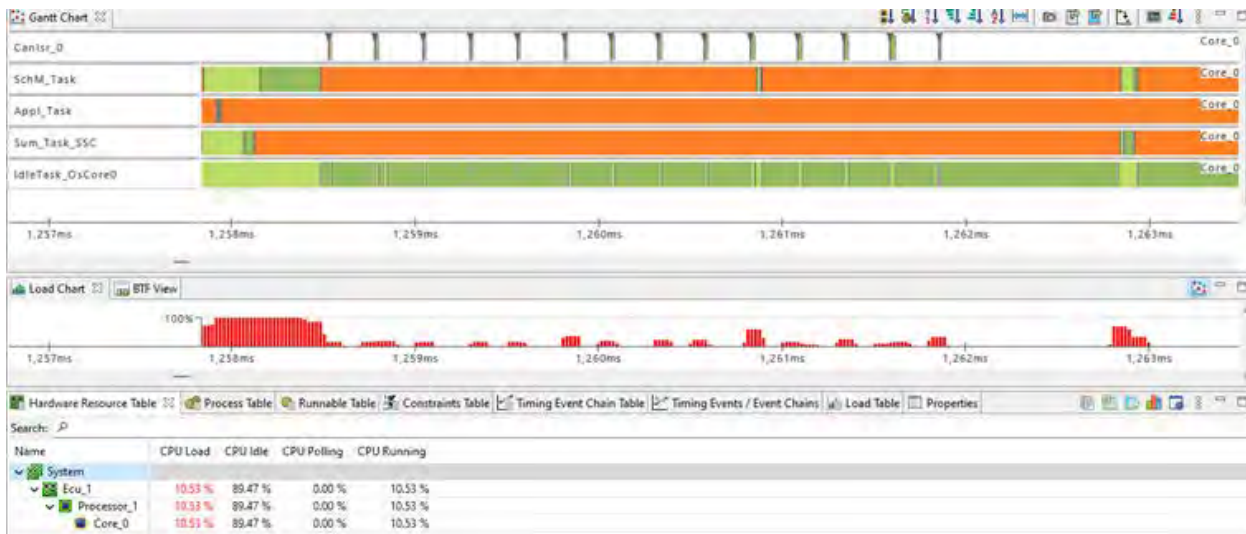 Gantt Chart
CanIsr_0 Core_0
SchM_Task Core_0
Appl_Task Core_0
Sum_Task_SSC Core_0
IdleTask_OsCore0 Core_0
1,257ms 1,258ms 1,259ms 1,260ms 1,261ms 1,262ms 1,263ms
Load Chart BTF View
100%
1,257ms 1,258ms 1,259ms 1,260ms 1,261ms 1,262ms 1,263ms
Hardware Resource Table Process Table Runnable Table Constraints Table Timing Event Chain Table Timing Events / Event Chains Load Table Properties
Search:
Name CPU Load CPU Idle CPU Polling CPU Running
System
Ecu_1 10.53 % 89.47 % 0.00 % 10.53 %
Processor_1 10.53 % 89.47 % 0.00 % 10.53 %
Core_0 10.53 % 89.47 % 0.00 % 10.53 %